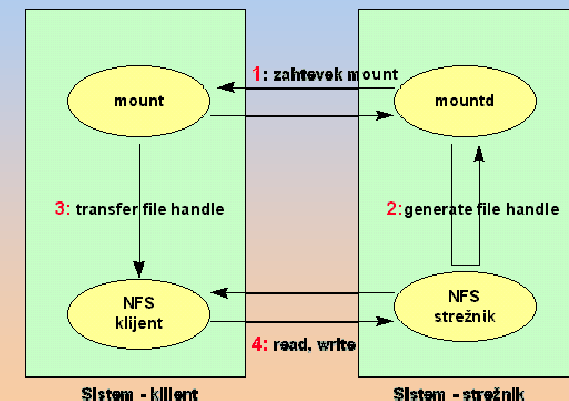 1: zahtevek mount
mount
mountd
3: transfer file handle
2:generate file handle
NFS
klijent
NFS
strežnik
4: read, write
Sistem - klijent
Sistem - strežnik